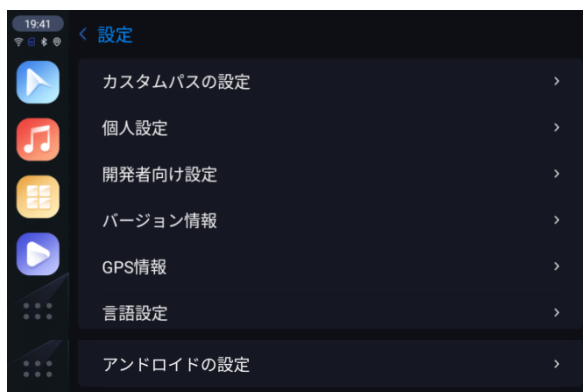 19:41
設定
カスタムパスの設定
個人設定
開発者向け設定
バージョン情報
GPS情報
言語設定
アンドロイドの設定